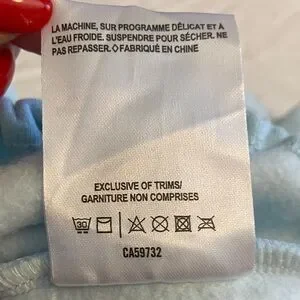 LA MACHINE, SUR PROGRAMME DÉLICAT ET À
L'EAU FROIDE. SUSPENDRE POUR SÉCHER. NE
PAS REPASSER. ◊ FABRIQUÉ EN CHINE
EXCLUSIVE OF TRIMS/
GARNITURE NON COMPRISES
30
CA59732